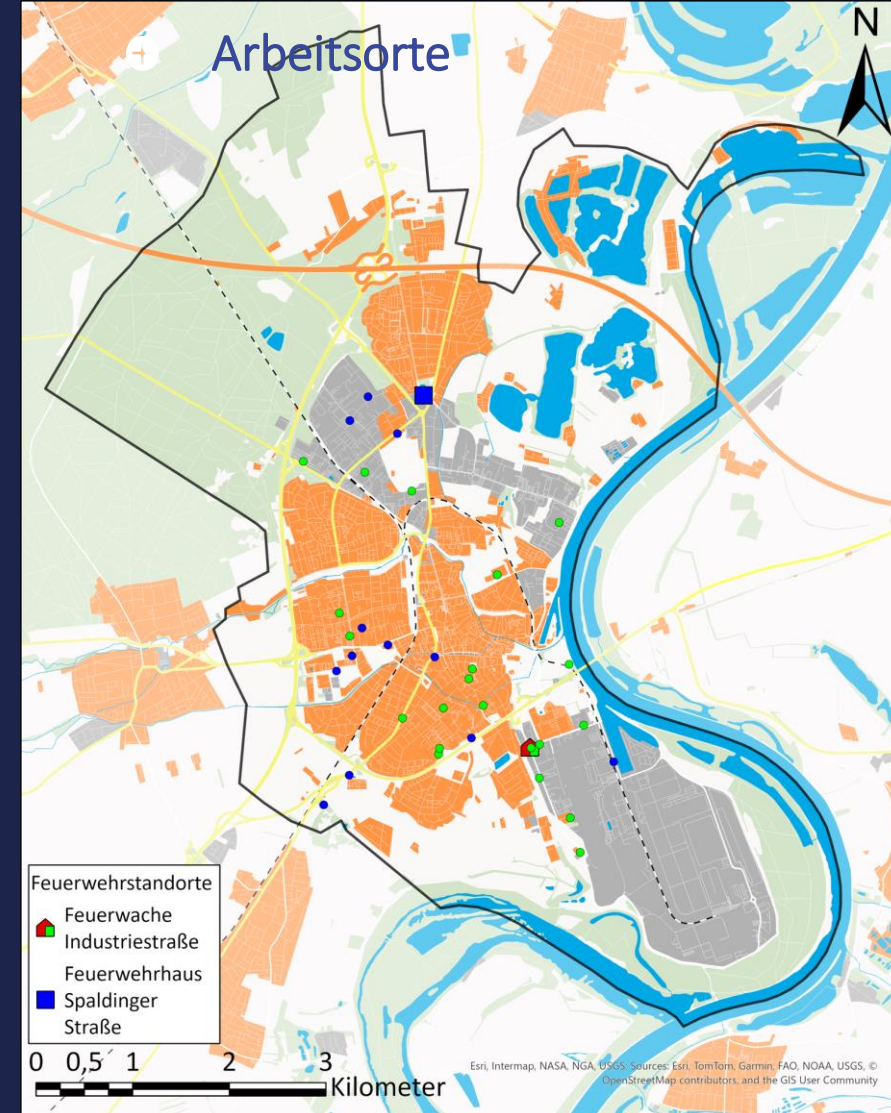 Arbeitsorte
N
Feuerwehrstandorte
Feuerwache
Industriestraße
Feuerwehrhaus
Spaldinger
Straße
0 0,5 1 2 3
Kilometer
Esri, Intermap, NASA, NGA, USGS; Sources: Esri, TomTom, Garmin, FAO, NOAA, USGS, ©
OpenStreetMap contributors, and the GIS User Community